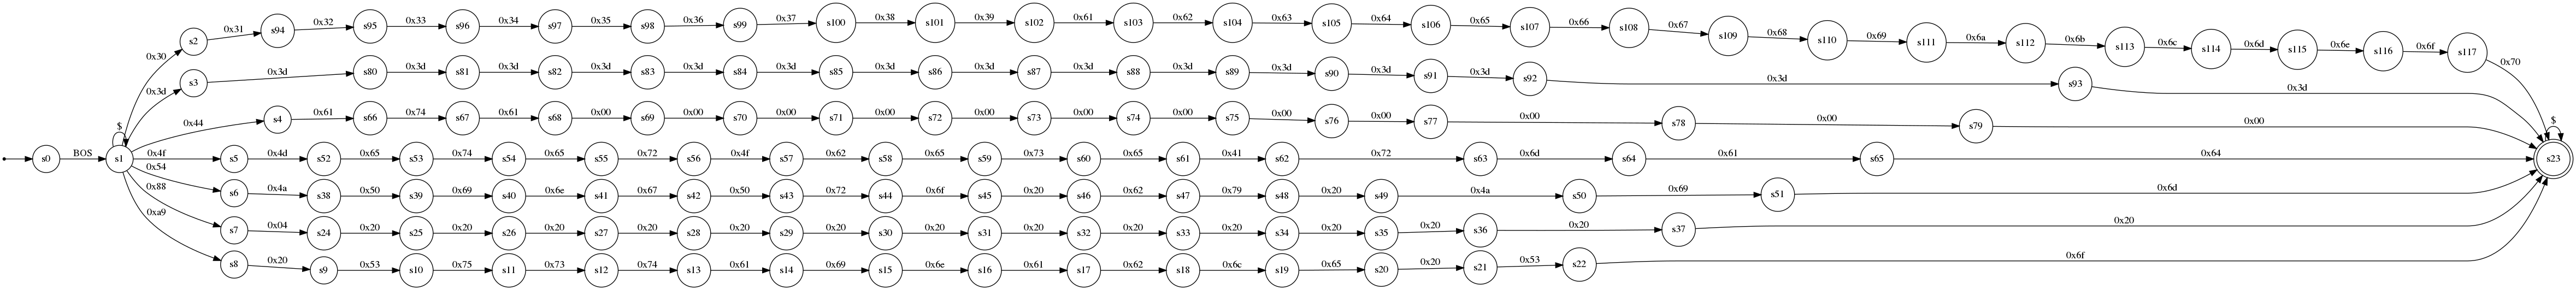 0x30 s2 0x31 s94 0x32 s95 0x33 s96 0x34 s97 0x35 s98 0x36 s99 0x37 s100 0x38 s101 0x39 s102 0x61 s103 0x62 s104 0x63 s105 0x64 s106 0x65 s107 0x66 s108 0x67 s109 0x68 s110 0x69 s111 0x6a s112 0x6b s113 0x6c s114 0x6d s115 0x6e s116 0x6f s117 0x70
0x3d s3 0x3d s80 0x3d s81 0x3d s82 0x3d s83 0x3d s84 0x3d s85 0x3d s86 0x3d s87 0x3d s88 0x3d s89 0x3d s90 0x3d s91 0x3d s92 0x3d s93 0x3d
0x44 s4 0x61 s66 0x74 s67 0x61 s68 0x00 s69 0x00 s70 0x00 s71 0x00 s72 0x00 s73 0x00 s74 0x00 s75 0x00 s76 0x00 s77 0x00 s78 0x00 s79 0x00
$ $
s0 BOS s1 0x4f s5 0x4d s52 0x65 s53 0x74 s54 0x65 s55 0x72 s56 0x4f s57 0x62 s58 0x65 s59 0x73 s60 0x65 s61 0x41 s62 0x72 s63 0x6d s64 0x61 s65 0x64 s23
0x54 s6 0x4a s38 0x50 s39 0x69 s40 0x6e s41 0x67 s42 0x50 s43 0x72 s44 0x6f s45 0x20 s46 0x62 s47 0x79 s48 0x20 s49 0x4a s50 0x69 s51 0x6d
0x88 s7 0x04 s24 0x20 s25 0x20 s26 0x20 s27 0x20 s28 0x20 s29 0x20 s30 0x20 s31 0x20 s32 0x20 s33 0x20 s34 0x20 s35 0x20 s36 0x20 s37 0x20
0xa9 s8 0x20 s9 0x53 s10 0x75 s11 0x73 s12 0x74 s13 0x61 s14 0x69 s15 0x6e s16 0x61 s17 0x62 s18 0x6c s19 0x65 s20 0x20 s21 0x53 s22 0x6f